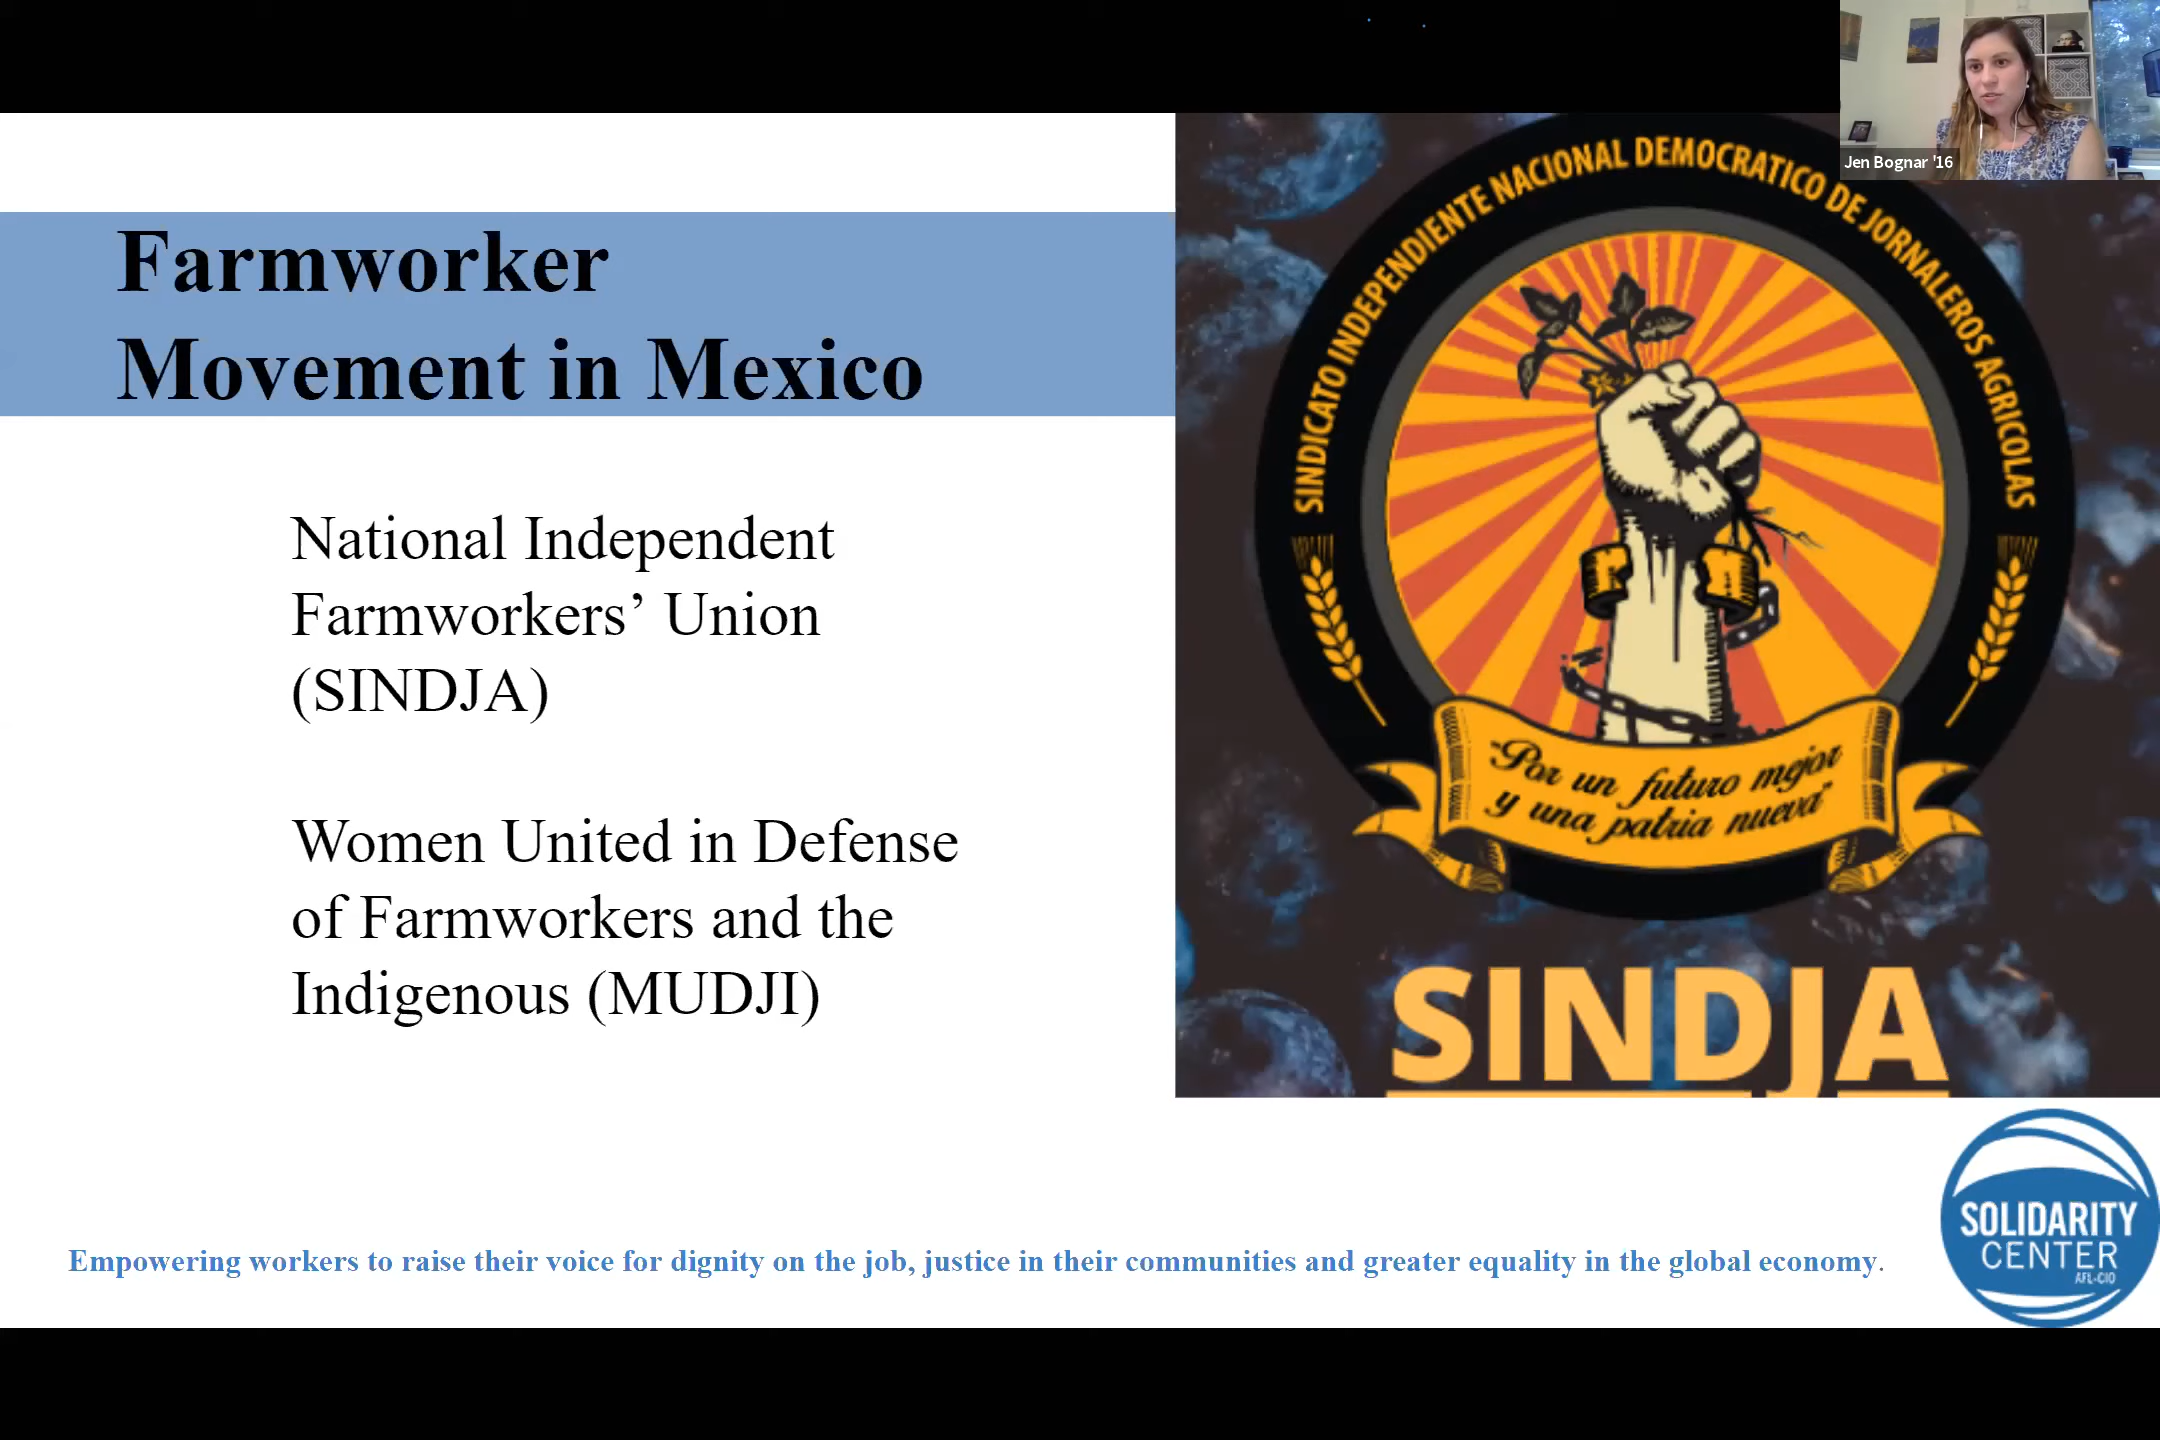 Jen Bognar '16
Farmworker
Movement in Mexico
National Independent
Farmworkers’ Union
(SINDJA)
Women United in Defense
of Farmworkers and the
Indigenous (MUDJI)
SINDICATO INDEPENDIENTE NACIONAL DEMOCRATICO DE JORNALEROS AGRICOLAS
"Por un futuro mejor
y una patria nueva"
SINDJA
Empowering workers to raise their voice for dignity on the job, justice in their communities and greater equality in the global economy.
SOLIDARITY
CENTER
AFL-CIO